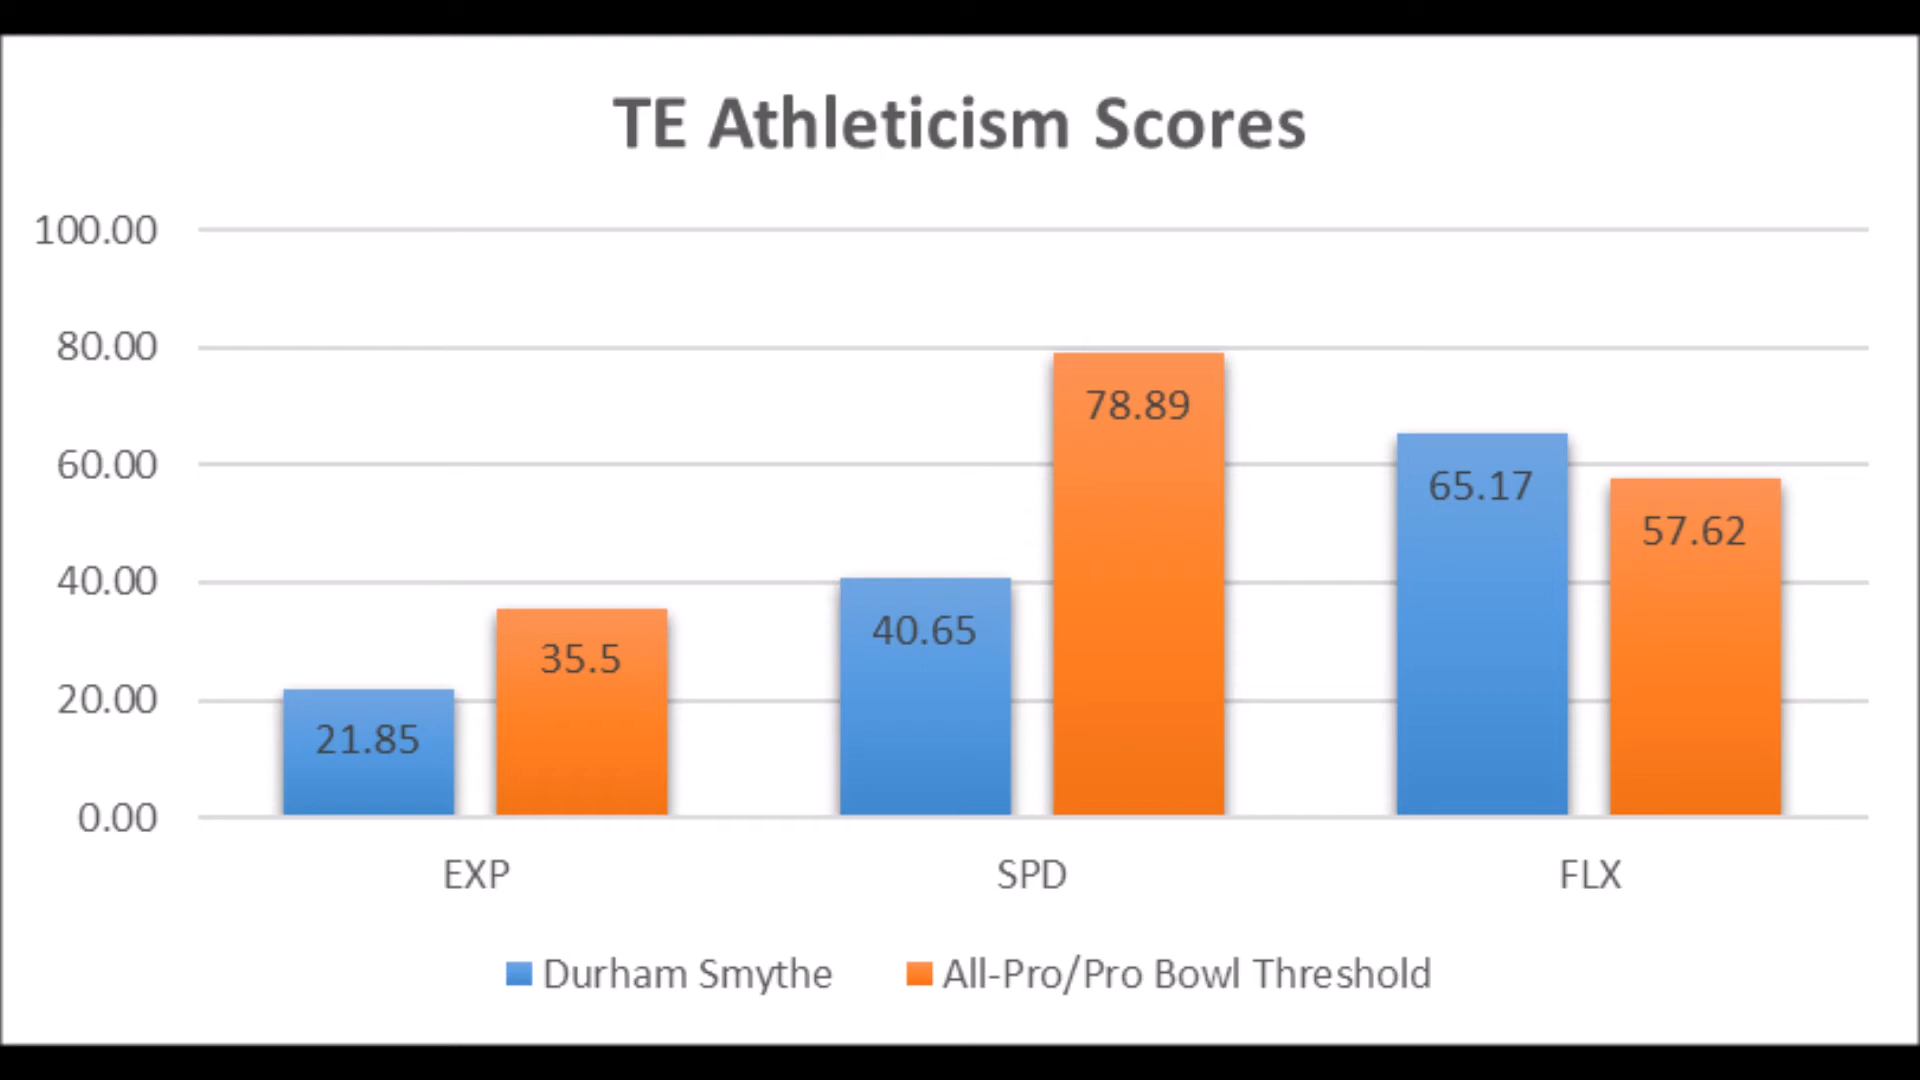 TE Athleticism Scores
100.00
80.00
60.00
40.00
20.00
0.00
21.85
35.5
40.65
78.89
65.17
57.62
EXP
SPD
FLX
Durham Smythe
All-Pro/Pro Bowl Threshold